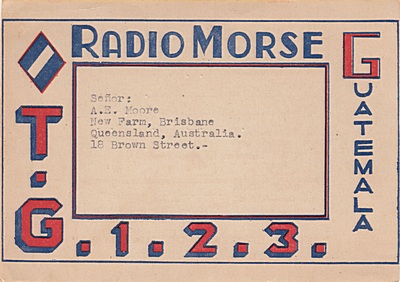 RADIO MORSE
GUATEMALA
T.G.1.2.3.
Señor:
A.E. Moore
New Farm, Brisbane
Queensland, Australia.
18 Brown Street.-